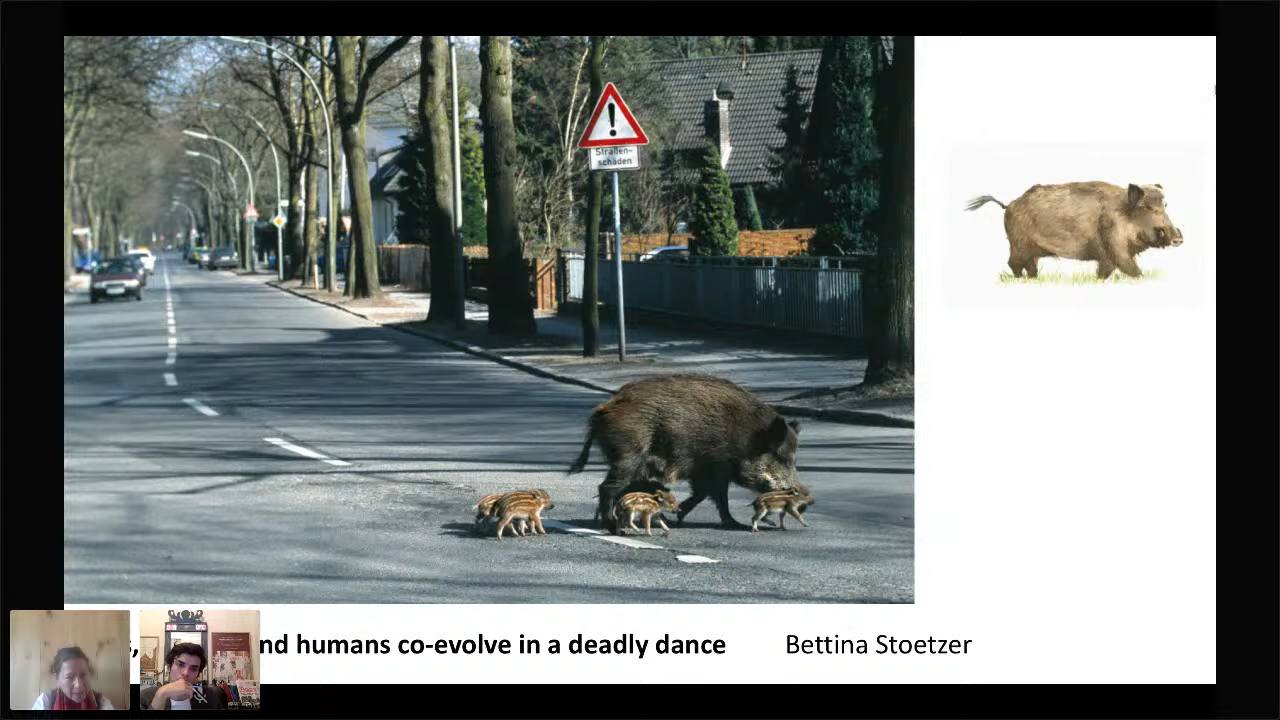 Straßen-
schäden
nd humans co-evolve in a deadly dance
Bettina Stoetzer